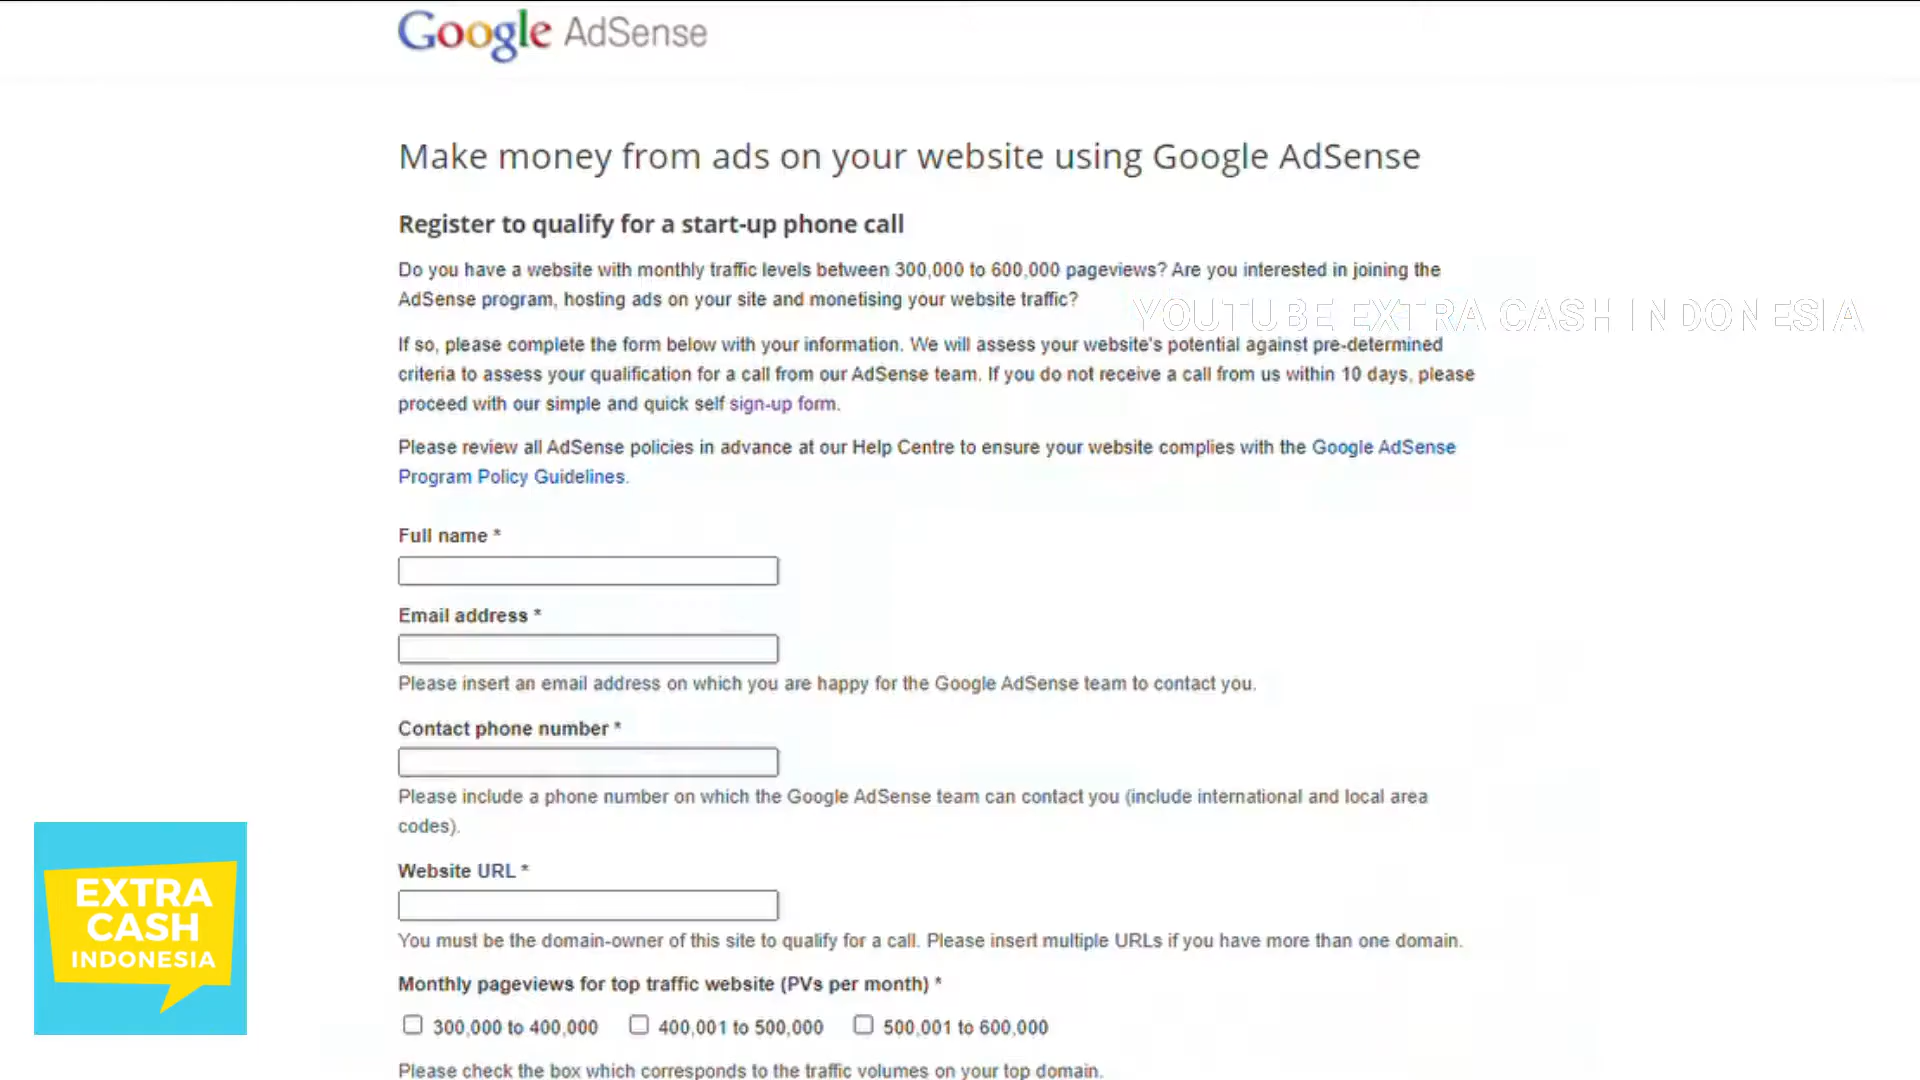 Google AdSense
Make money from ads on your website using Google AdSense
Register to qualify for a start-up phone call
Do you have a website with monthly traffic levels between 300,000 to 600,000 pageviews? Are you interested in joining the
AdSense program, hosting ads on your site and monetising your website traffic?
YOUTUBE EXTRA CASH INDONESIA
If so, please complete the form below with your information. We will assess your website's potential against pre-determined
criteria to assess your qualification for a call from our AdSense team. If you do not receive a call from us within 10 days, please
proceed with our simple and quick self sign-up form.
Please review all AdSense policies in advance at our Help Centre to ensure your website complies with the Google AdSense
Program Policy Guidelines.
Full name *
Email address *
Please insert an email address on which you are happy for the Google AdSense team to contact you.
Contact phone number *
Please include a phone number on which the Google AdSense team can contact you (include international and local area
codes).
Website URL *
You must be the domain-owner of this site to qualify for a call. Please insert multiple URLs if you have more than one domain.
Monthly pageviews for top traffic website (PVs per month) *
300,000 to 400,000 400,001 to 500,000 500,001 to 600,000
Please check the box which corresponds to the traffic volumes on your top domain.
EXTRA
CASH
INDONESIA